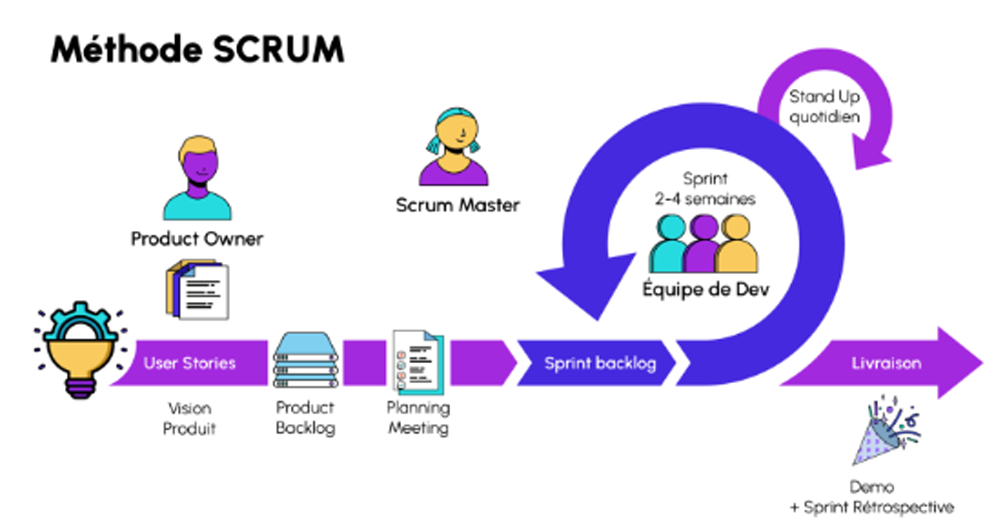 Méthode SCRUM
Stand Up
quotidien
Sprint
2-4 semaines
Scrum Master
Product Owner
Équipe de Dev
User Stories
Sprint backlog
Livraison
Vision
Produit
Product
Backlog
Planning
Meeting
Demo
+ Sprint Rétrospective